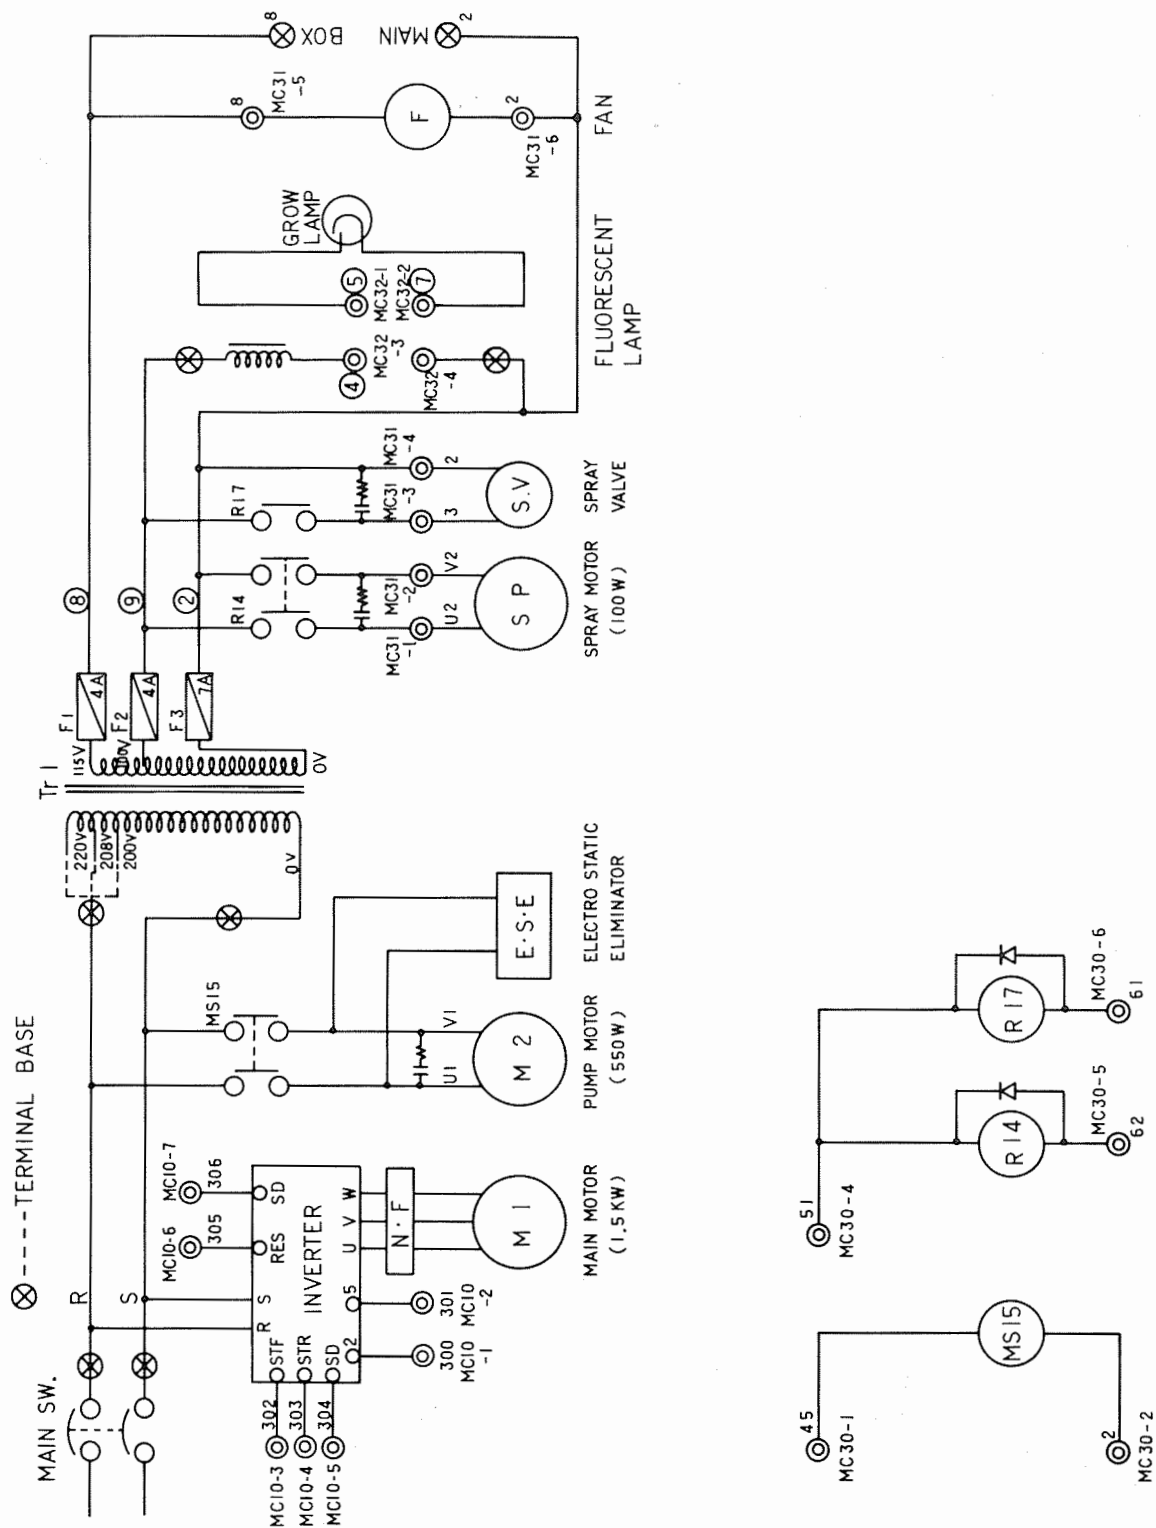 ⊗----TERMINAL BASE
MAIN SW.
R
S
MC10-3
302
MC10-4
303
MC10-5
304
STF
STR
SD
R
S
INVERTER
RES
SD
305
MC10-6
306
MC10-7
2
5
300
MC10
-1
301
MC10
-2
U
V
W
N·F
M1
MAIN MOTOR
(1.5KW)
MS15
U1
V1
M2
PUMP MOTOR
(550W)
E·S·E
ELECTRO STATIC
ELIMINATOR
220V
208V
200V
0V
Tr1
115V
100V
0V
F1
4A
F2
4A
F3
7A
8
9
2
R14
MC31
-1
MC31
-2
U2
V2
SP
SPRAY MOTOR
(100W)
R17
MC31
-3
MC31
-4
3
2
S.V
SPRAY
VALVE
4
MC32
-3
MC32
-4
5
MC32-1
MC32-2
7
GROW
LAMP
FLUORESCENT
LAMP
8
MC31
-5
F
2
MC31
-6
FAN
8
BOX
MAIN
2
45
MC30-1
MS15
2
MC30-2
51
MC30-4
R14
MC30-5
62
R17
MC30-6
61